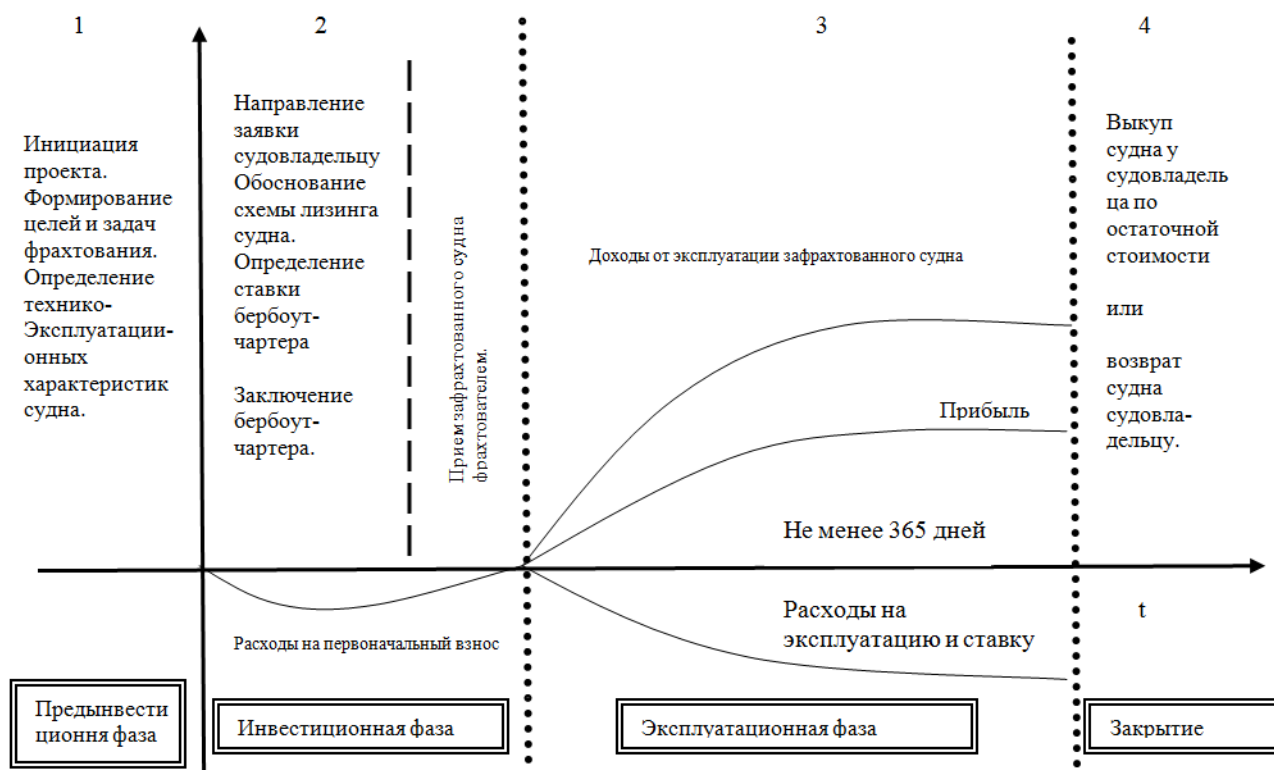 1
2
3
4
Инициация
проекта.
Формирование
целей и задач
фрахтования.
Определение
технико-
Эксплуатации-
онных
характеристик
судна.
Направление
заявки
судовладельцу
Обоснование
схемы лизинга
судна.
Определение
ставки
бербоут-
чартера
Заключение
бербоут-
чартера.
Прием зафрахтованного судна
фрахтователем.
Доходы от эксплуатации зафрахтованного судна
Прибыль
Не менее 365 дней
Расходы на
эксплуатацию и ставку
Расходы на первоначальный взнос
Выкуп
судна у
судовладель
ца по
остаточной
стоимости
или
возврат
судна
судовла-
дельцу.
t
Предынвести
ционня фаза
Инвестиционная фаза
Эксплуатационная фаза
Закрытие